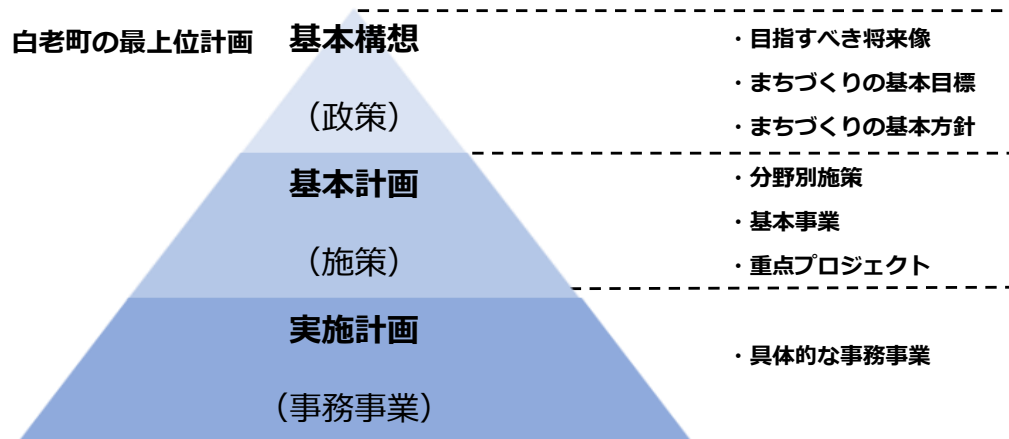 白老町の最上位計画
基本構想
（政策）
・目指すべき将来像
・まちづくりの基本目標
・まちづくりの基本方針
基本計画
（施策）
・分野別施策
・基本事業
・重点プロジェクト
実施計画
（事務事業）
・具体的な事務事業